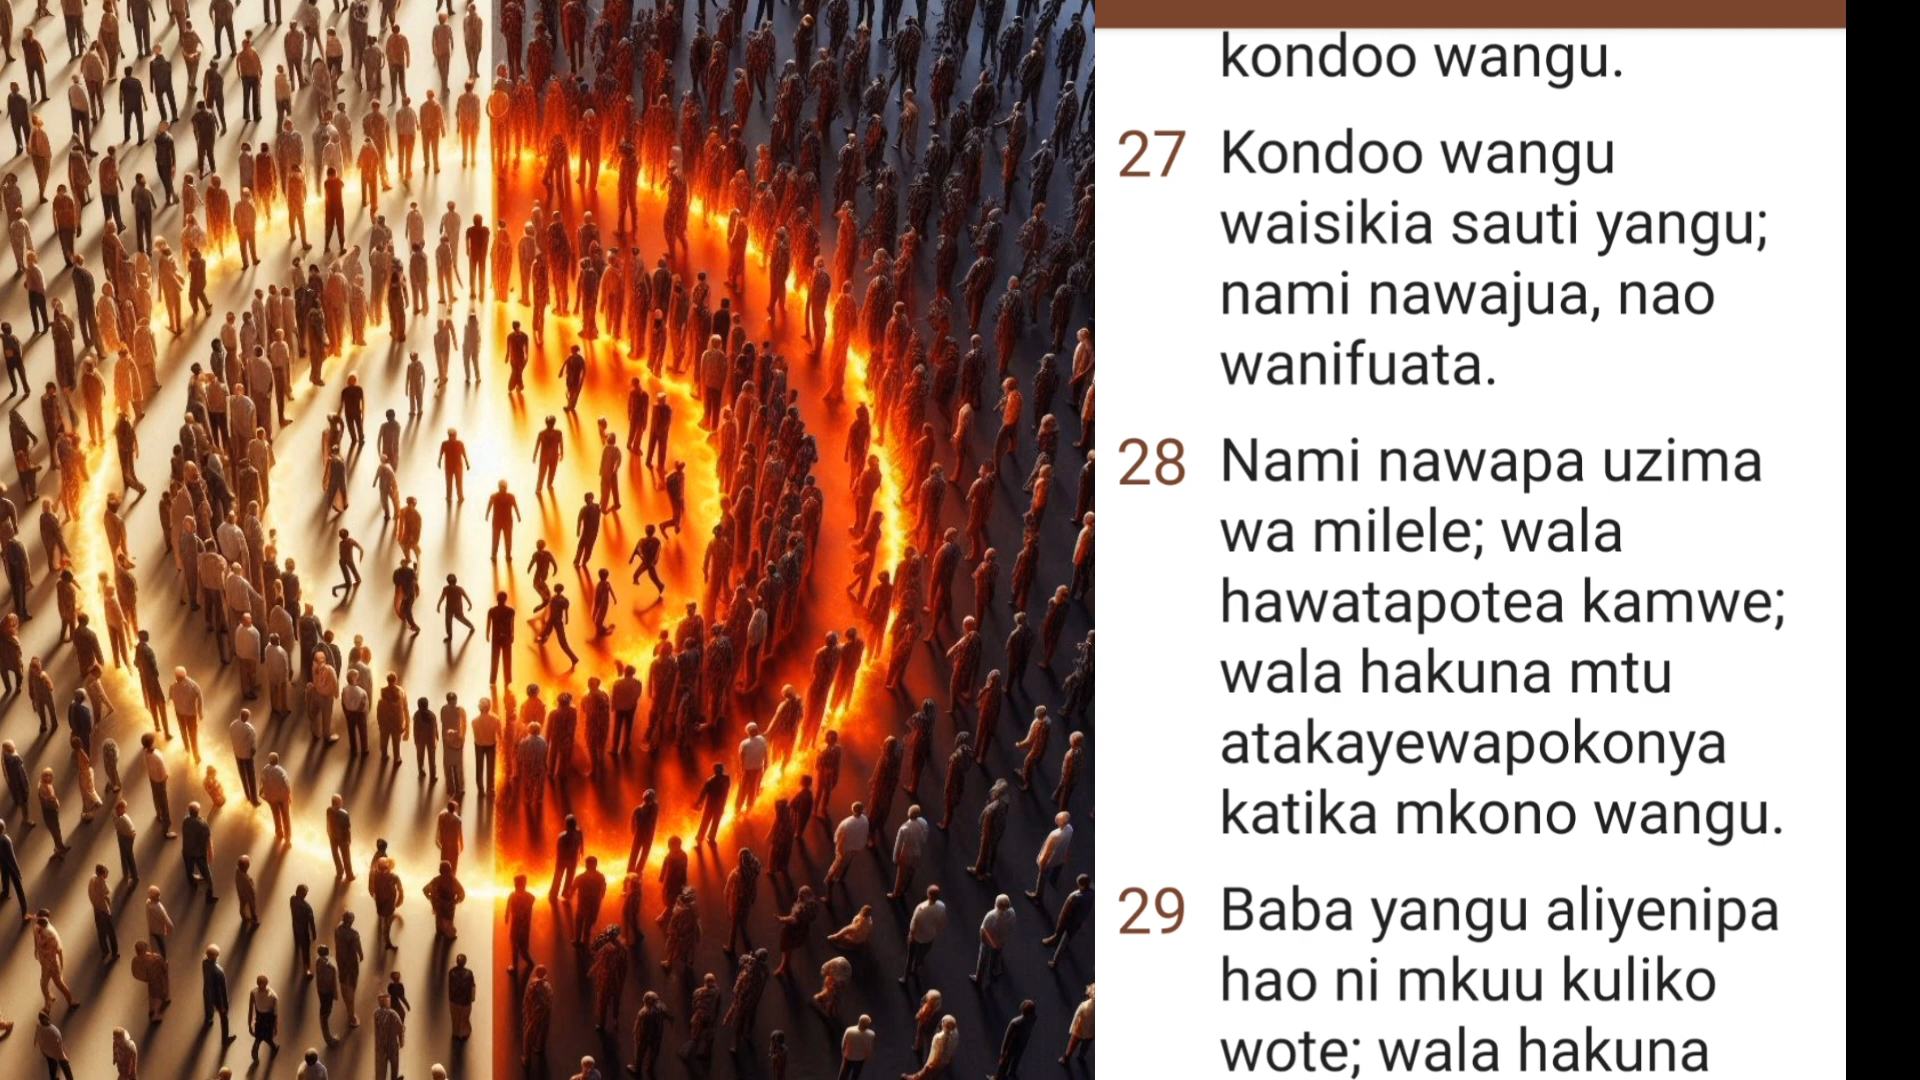 kondoo wangu.
27 Kondoo wangu
waisikia sauti yangu;
nami nawajua, nao
wanifuata.
28 Nami nawapa uzima
wa milele; wala
hawatapotea kamwe;
wala hakuna mtu
atakayewapokonya
katika mkono wangu.
29 Baba yangu aliyenipa
hao ni mkuu kuliko
wote; wala hakuna